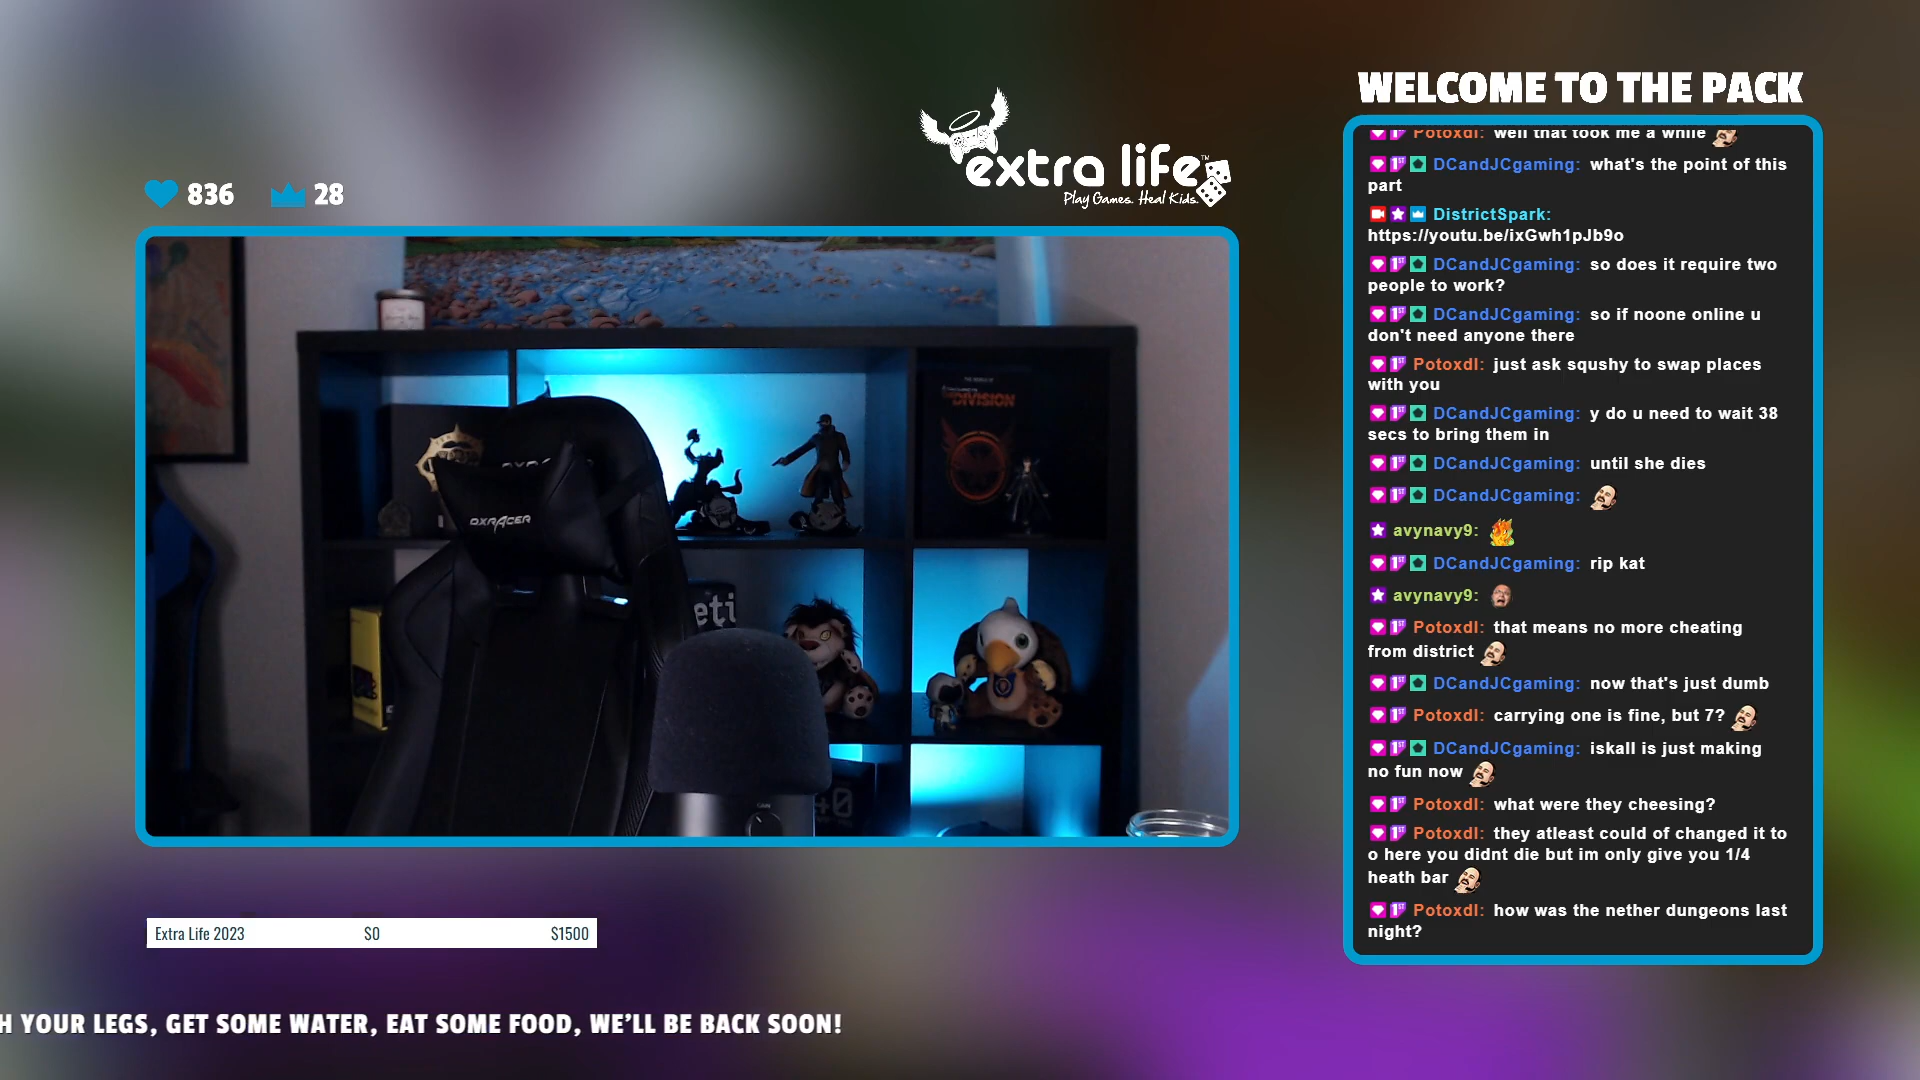 WELCOME TO THE PACK
extra life
Play Games. Heal Kids.
836
28
Potoxdl: well that took me a while
DCandJCgaming: what's the point of this
part
DistrictSpark:
https://youtu.be/ixGwh1pJb9o
DCandJCgaming: so does it require two
people to work?
DCandJCgaming: so if noone online u
don't need anyone there
Potoxdl: just ask squshy to swap places
with you
DCandJCgaming: y do u need to wait 38
secs to bring them in
DCandJCgaming: until she dies
DCandJCgaming:
avynavy9:
DCandJCgaming: rip kat
avynavy9:
Potoxdl: that means no more cheating
from district
DCandJCgaming: now that's just dumb
Potoxdl: carrying one is fine, but 7?
DCandJCgaming: iskall is just making
no fun now
Potoxdl: what were they cheesing?
Potoxdl: they atleast could of changed it to
o here you didnt die but im only give you 1/4
heath bar
Potoxdl: how was the nether dungeons last
night?
DIVISION
DXRACER
eti
GAIN
Extra Life 2023 $0 $1500
H YOUR LEGS, GET SOME WATER, EAT SOME FOOD, WE'LL BE BACK SOON!